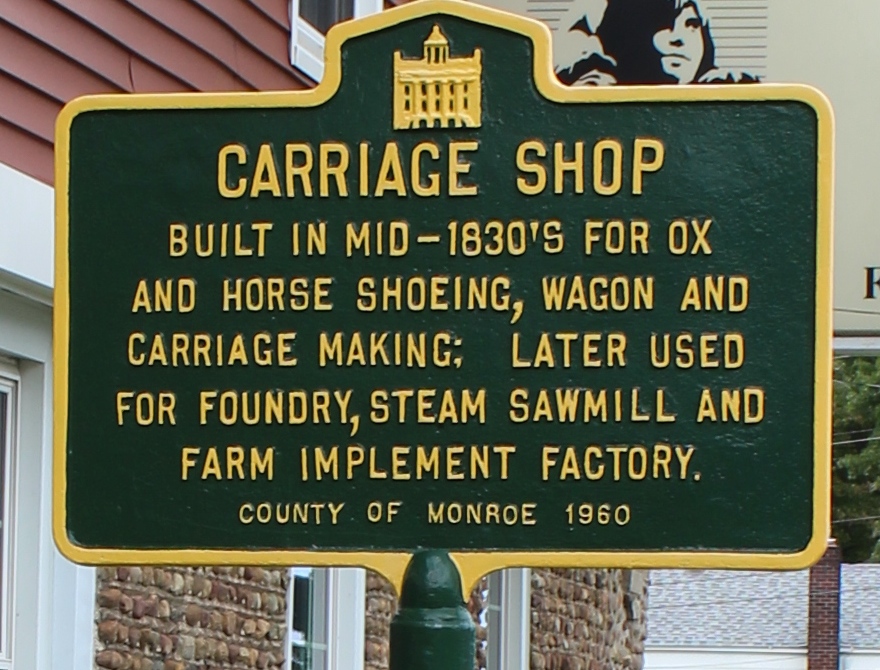 CARRIAGE SHOP
BUILT IN MID-1830'S FOR OX
AND HORSE SHOEING, WAGON AND
CARRIAGE MAKING; LATER USED
FOR FOUNDRY, STEAM SAWMILL AND
FARM IMPLEMENT FACTORY.
COUNTY OF MONROE 1960